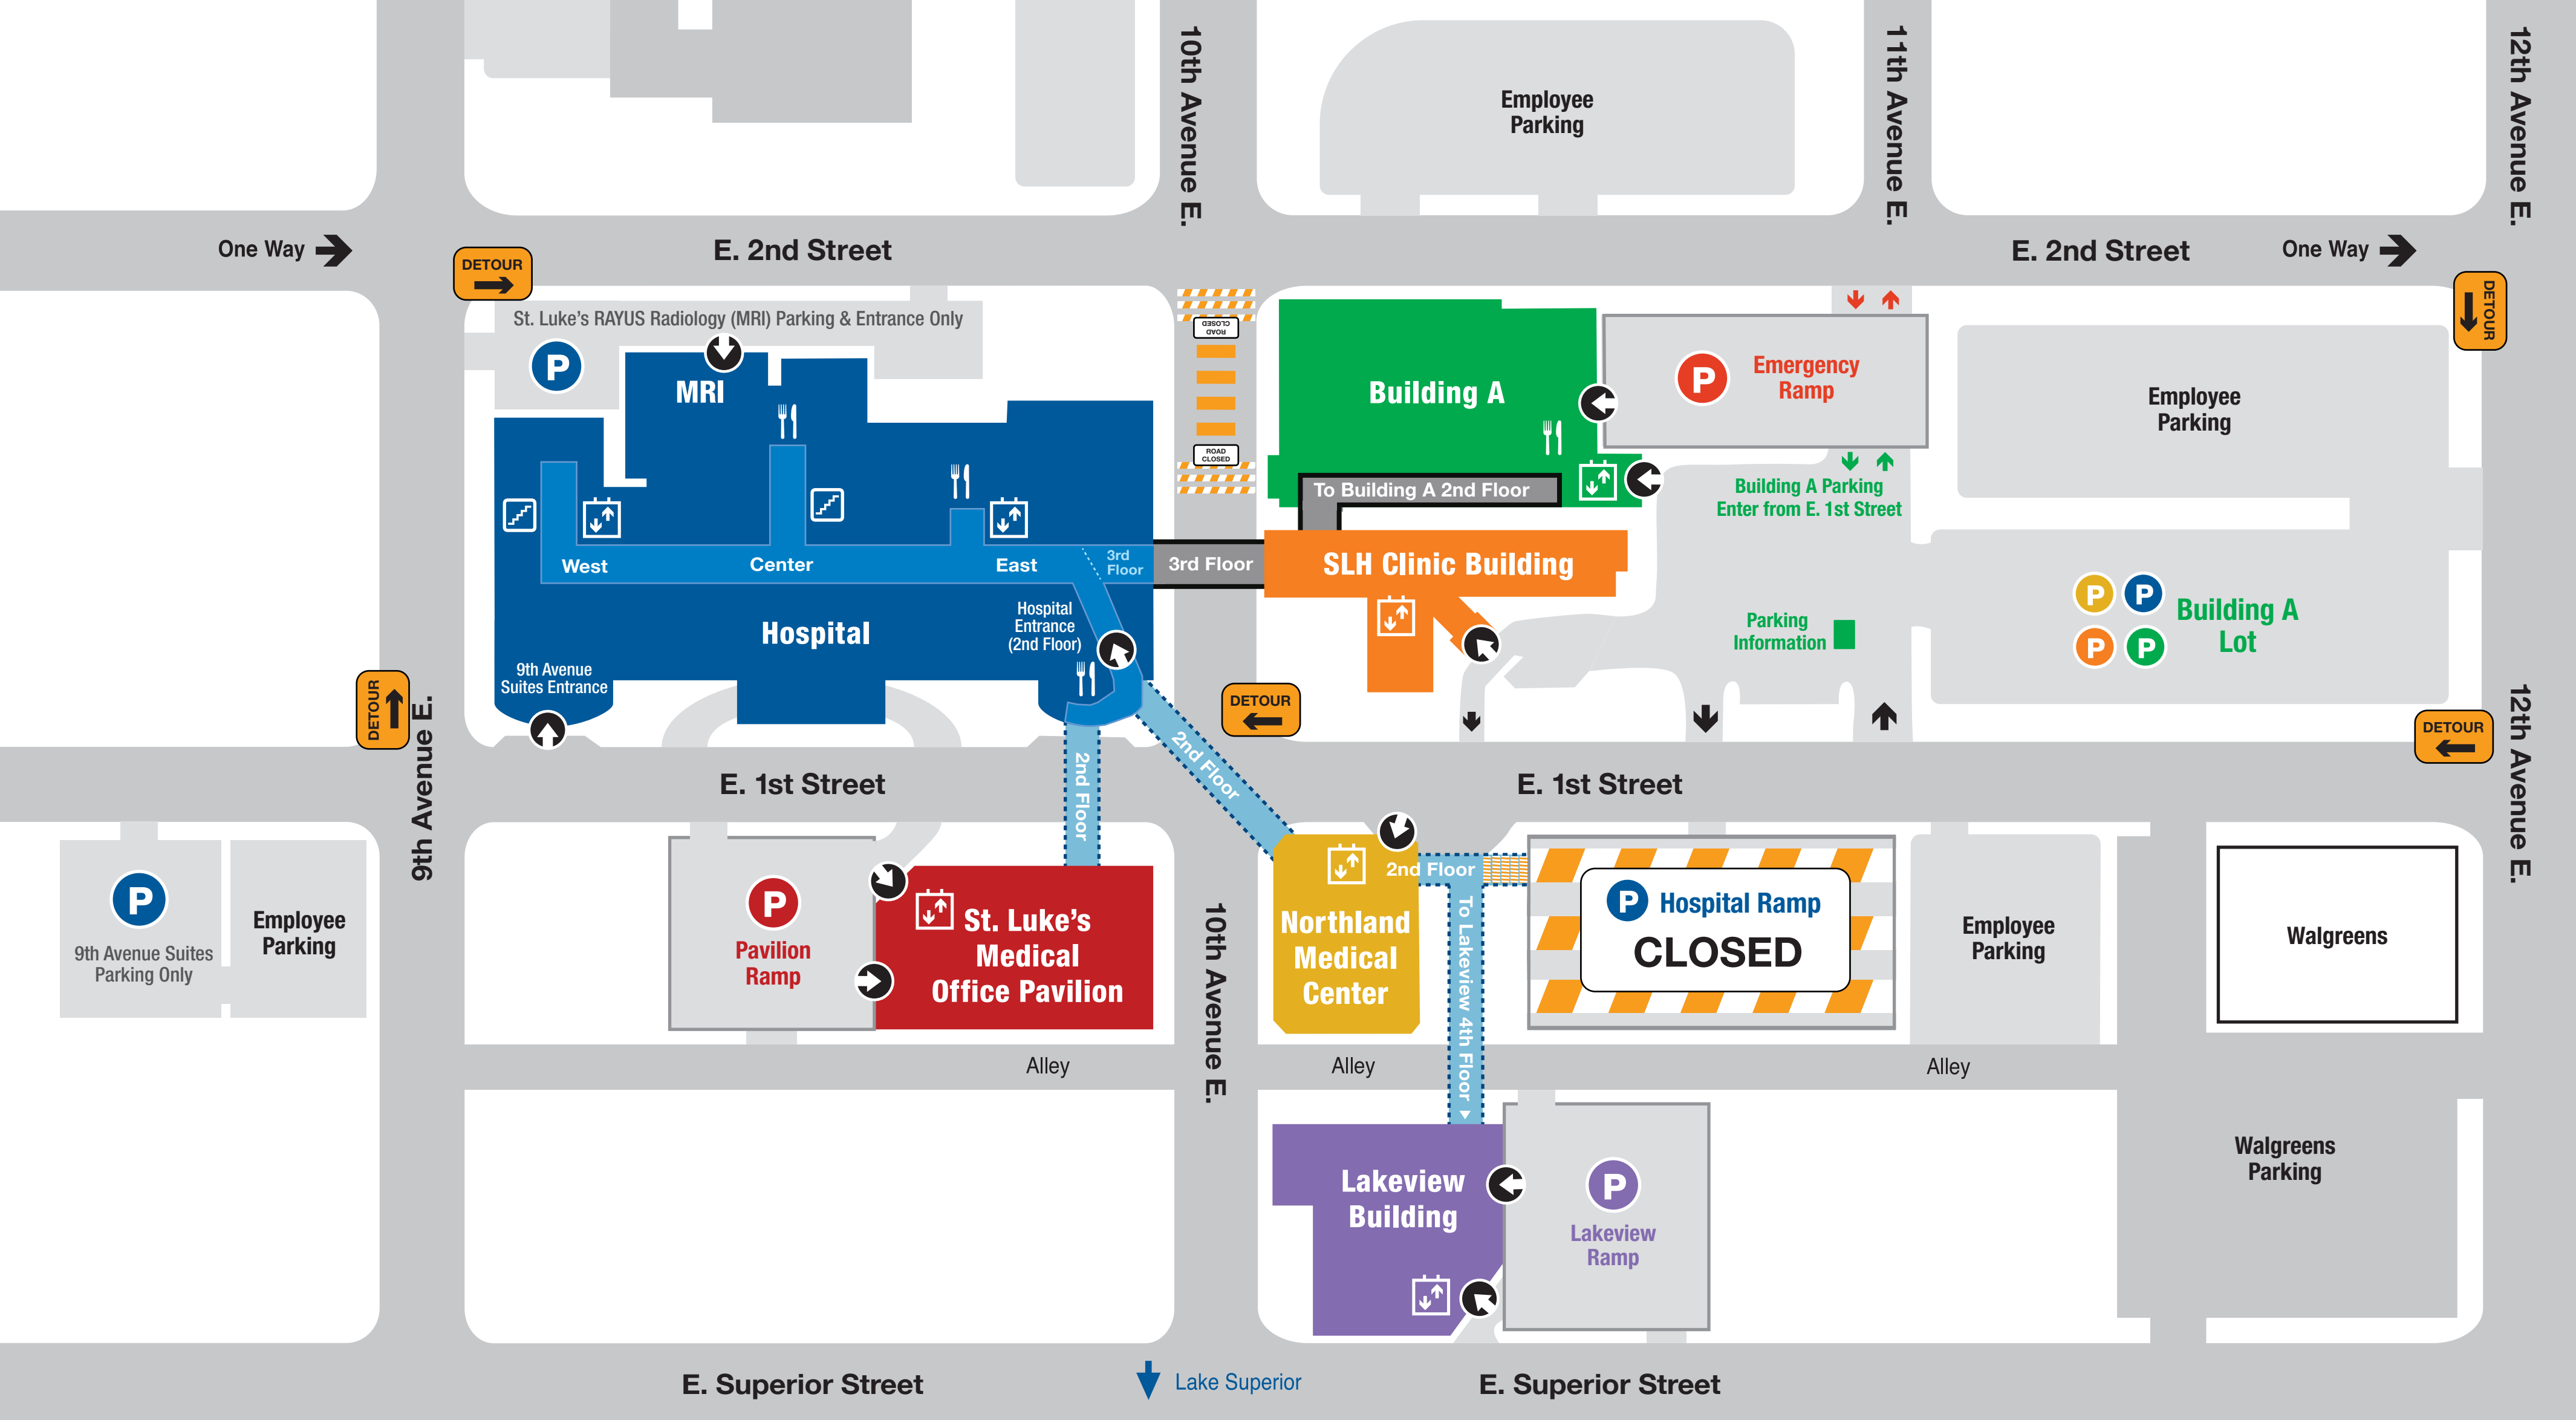 10th Avenue E.
11th Avenue E.
12th Avenue E.
Employee
Parking
One Way
E. 2nd Street
E. 2nd Street
One Way
DETOUR
DETOUR
St. Luke's RAYUS Radiology (MRI) Parking & Entrance Only
P
MRI
ROAD
CLOSED
ROAD
CLOSED
Building A
P
Emergency
Ramp
Employee
Parking
To Building A 2nd Floor
Building A Parking
Enter from E. 1st Street
West
Center
East
3rd
Floor
3rd Floor
SLH Clinic Building
Hospital
Hospital
Entrance
(2nd Floor)
9th Avenue
Suites Entrance
Parking
Information
P
P
P
P
Building A
Lot
DETOUR
9th Avenue E.
DETOUR
DETOUR
12th Avenue E.
E. 1st Street
2nd Floor
2nd Floor
E. 1st Street
P
9th Avenue Suites
Parking Only
Employee
Parking
P
Pavilion
Ramp
St. Luke's
Medical
Office Pavilion
10th Avenue E.
Northland
Medical
Center
2nd Floor
To Lakeview 4th Floor
P
Hospital Ramp
CLOSED
Employee
Parking
Walgreens
Alley
Alley
Alley
Lakeview
Building
P
Lakeview
Ramp
Walgreens
Parking
E. Superior Street
Lake Superior
E. Superior Street